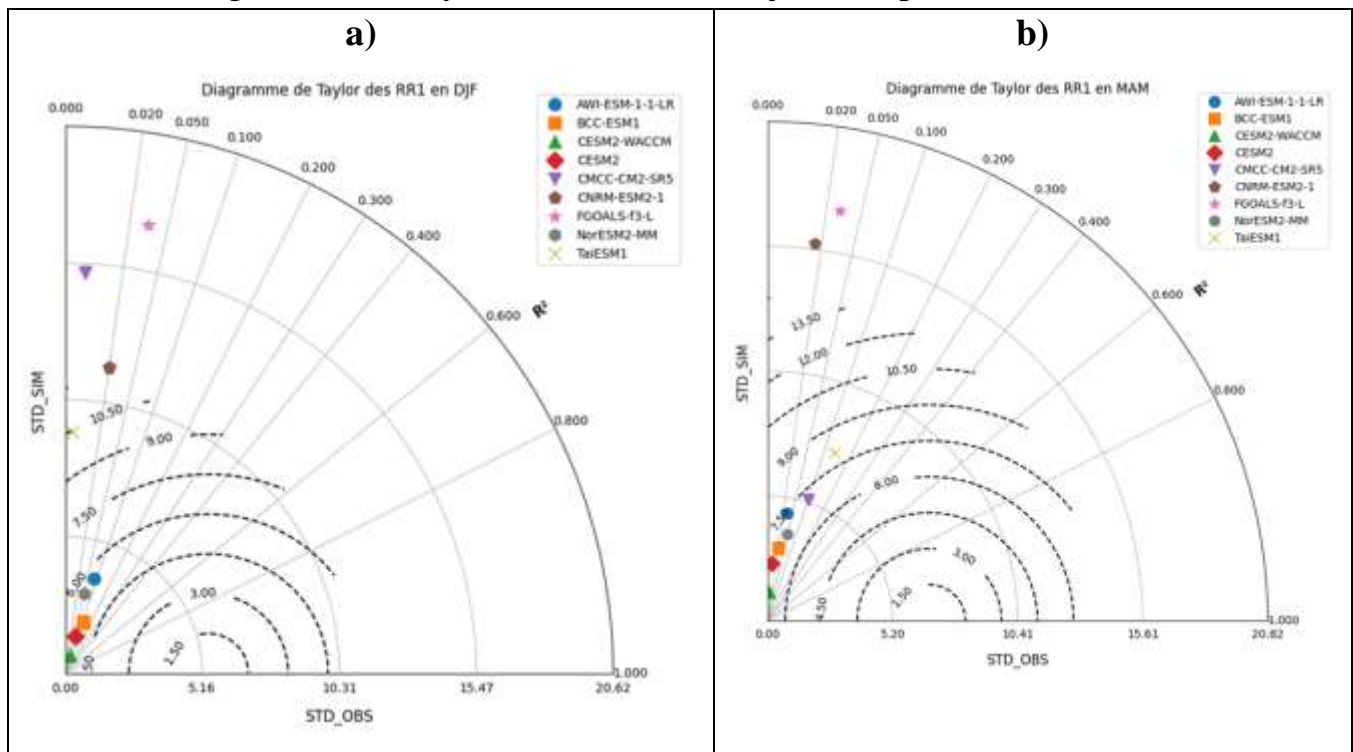 a)
Diagramme de Taylor des RR1 en DJF
AWI-ESM-1-1-LR
BCC-ESM1
CESM2-WACCM
CESM2
CMCC-CM2-SR5
CNRM-ESM2-1
FGOALS-f3-L
NorESM2-MM
TaiESM1
0.000
0.020
0.050
0.100
0.200
0.300
0.400
0.600
R²
0.800
1.000
STD_SIM
10.50
9.00
7.50
6.00
3.00
1.50
.50
0.00
5.16
10.31
15.47
20.62
STD_OBS
b)
Diagramme de Taylor des RR1 en MAM
AWI-ESM-1-1-LR
BCC-ESM1
CESM2-WACCM
CESM2
CMCC-CM2-SR5
CNRM-ESM2-1
FGOALS-f3-L
NorESM2-MM
TaiESM1
0.000
0.020
0.050
0.100
0.200
0.300
0.400
0.600
R²
0.800
1.000
STD_SIM
13.50
12.00
10.50
9.00
7.50
6.00
4.50
3.00
1.50
0.00
5.20
10.41
15.61
20.82
STD_OBS